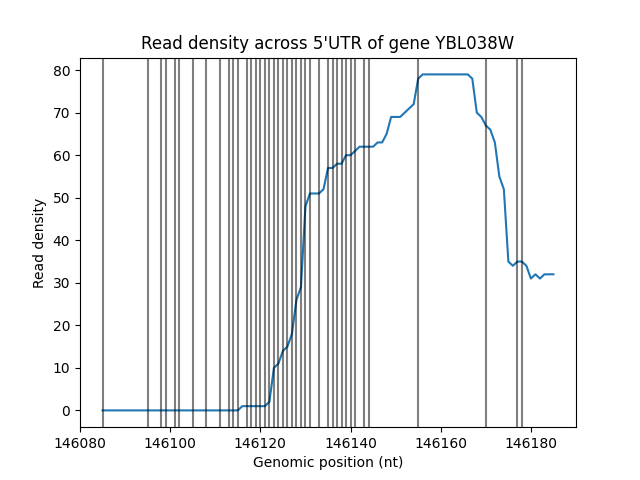 Read density across 5'UTR of gene YBL038W
80
70
60
50
40
30
20
10
0
Read density
146080 146100 146120 146140 146160 146180
Genomic position (nt)